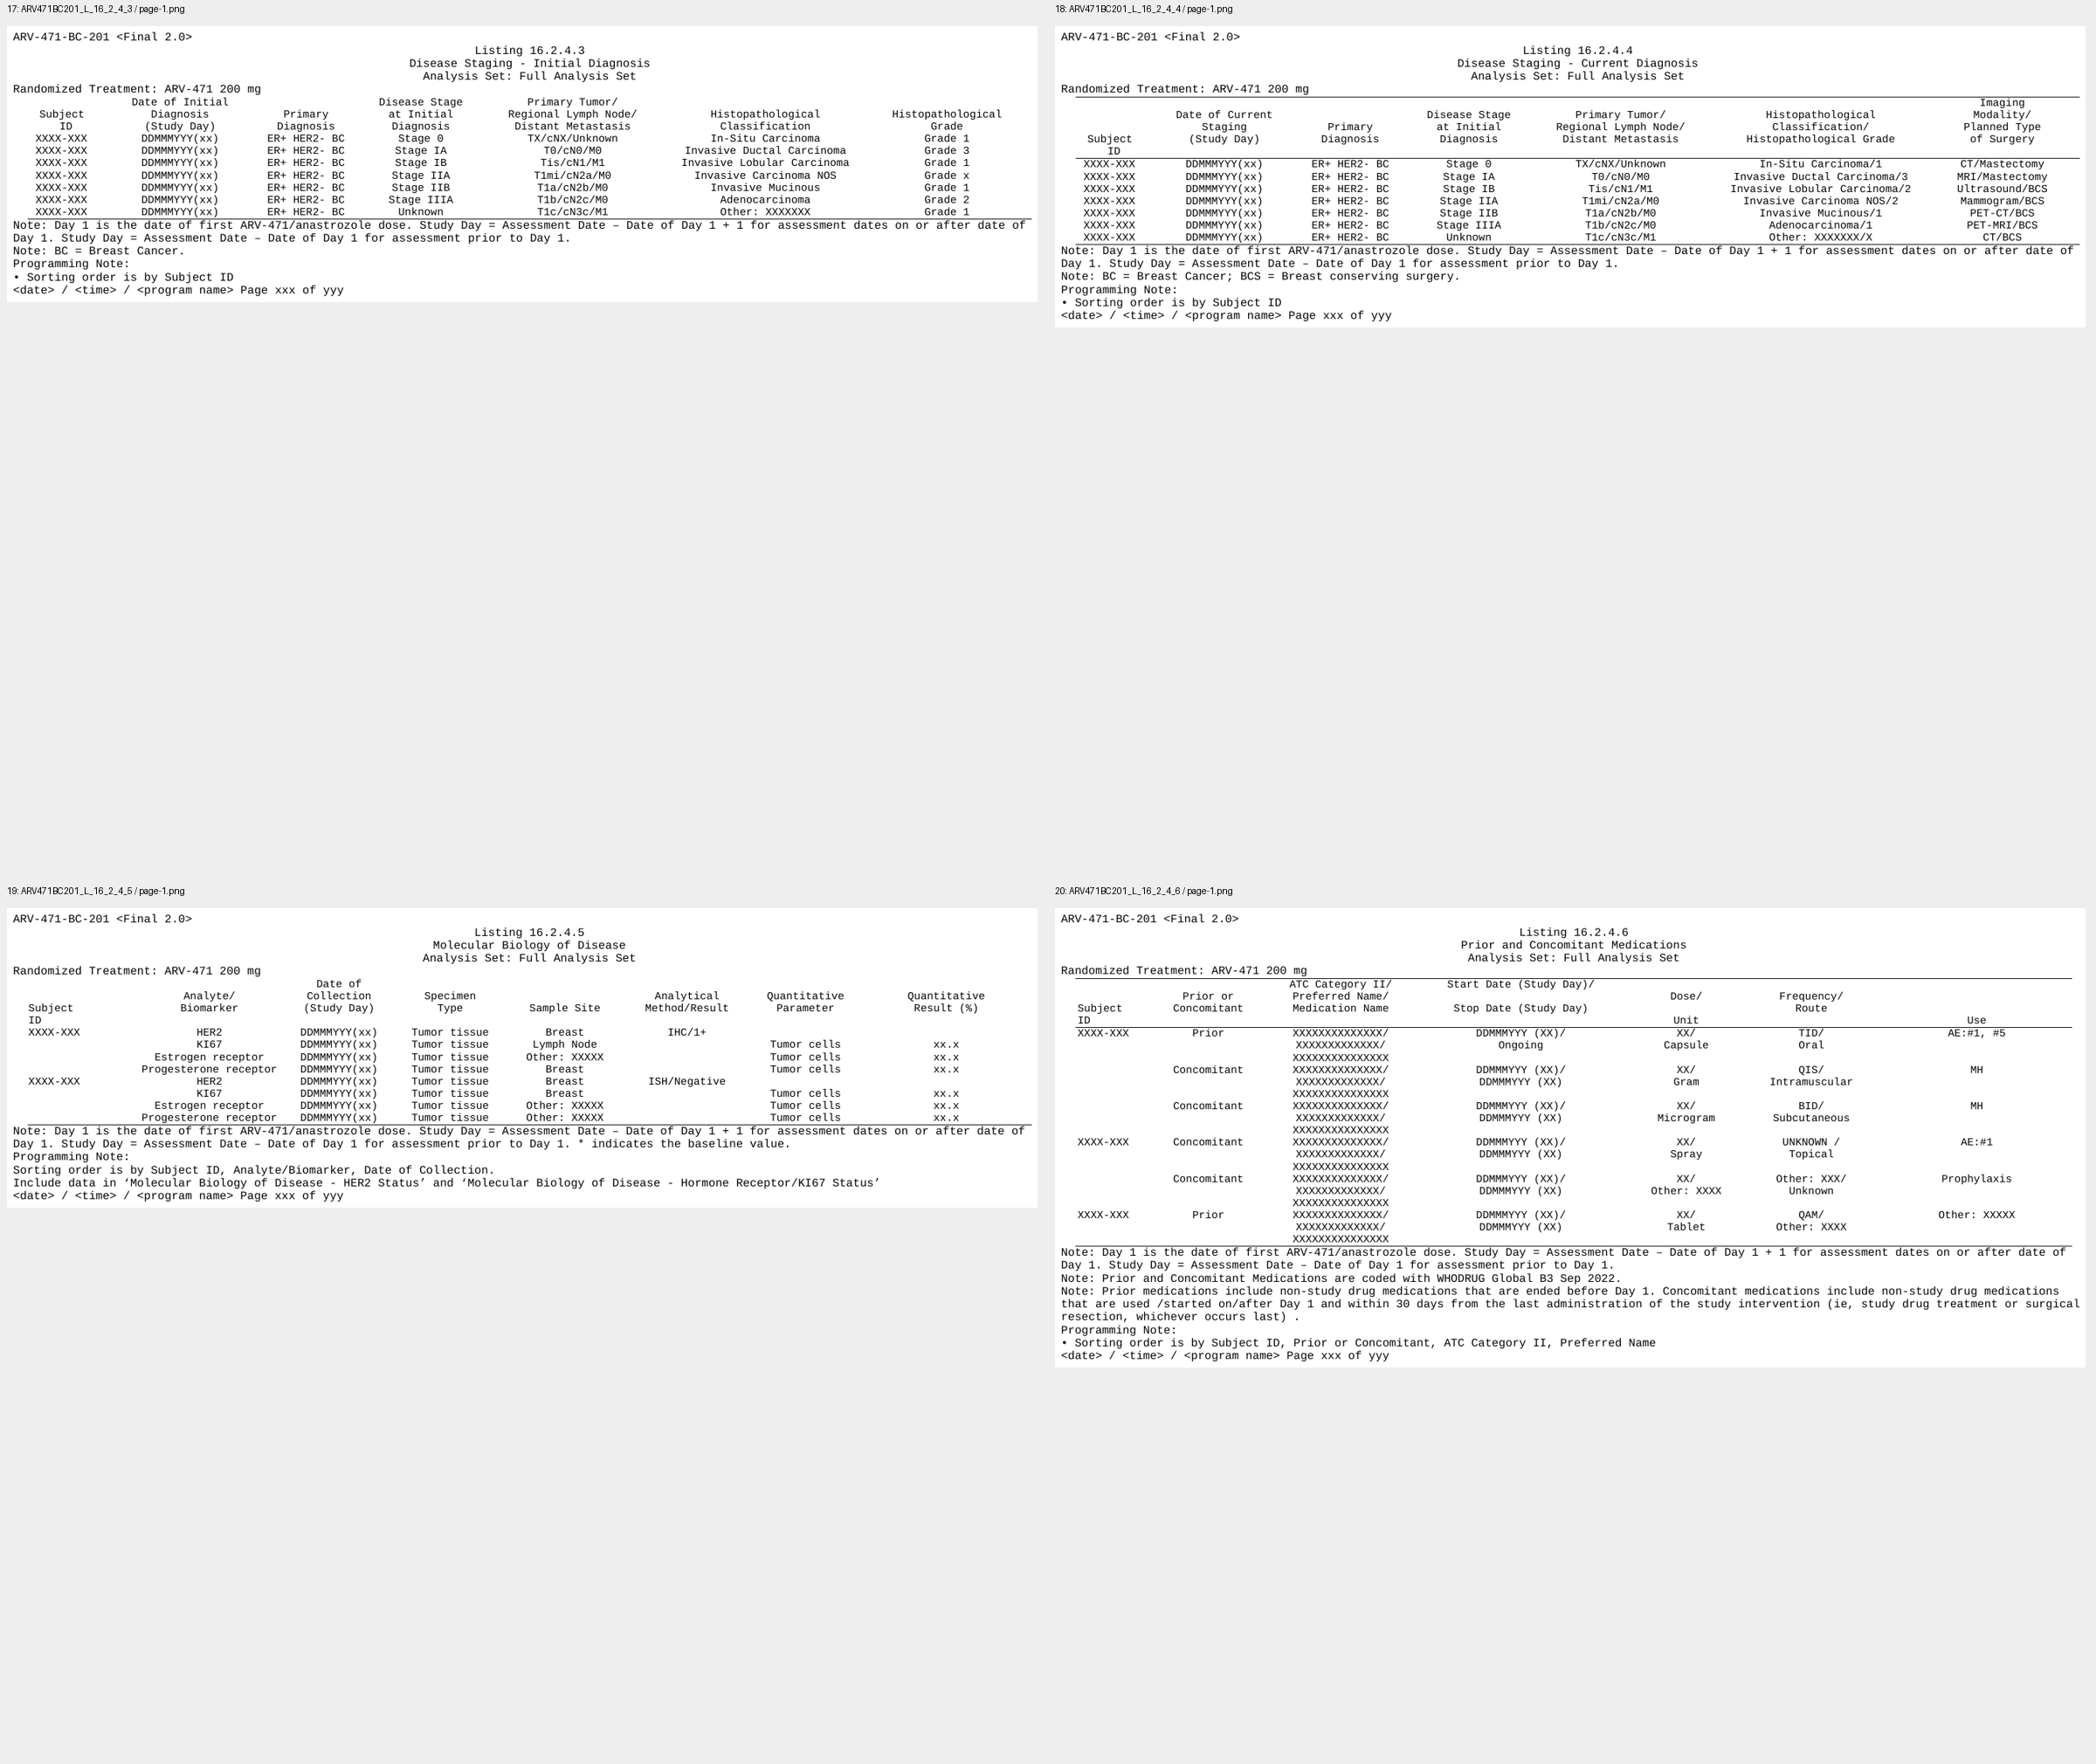 17: ARV471BC201_L_16_2_4_3 / page-1.png
ARV-471-BC-201 <Final 2.0>
Listing 16.2.4.3
Disease Staging - Initial Diagnosis
Analysis Set: Full Analysis Set
Randomized Treatment: ARV-471 200 mg
Date of Initial Disease Stage Primary Tumor/
Subject Diagnosis Primary at Initial Regional Lymph Node/ Histopathological Histopathological
ID (Study Day) Diagnosis Diagnosis Distant Metastasis Classification Grade
XXXX-XXX DDMMMYYY(xx) ER+ HER2- BC Stage 0 TX/cNX/Unknown In-Situ Carcinoma Grade 1
XXXX-XXX DDMMMYYY(xx) ER+ HER2- BC Stage IA T0/cN0/M0 Invasive Ductal Carcinoma Grade 3
XXXX-XXX DDMMMYYY(xx) ER+ HER2- BC Stage IB Tis/cN1/M1 Invasive Lobular Carcinoma Grade 1
XXXX-XXX DDMMMYYY(xx) ER+ HER2- BC Stage IIA T1mi/cN2a/M0 Invasive Carcinoma NOS Grade x
XXXX-XXX DDMMMYYY(xx) ER+ HER2- BC Stage IIB T1a/cN2b/M0 Invasive Mucinous Grade 1
XXXX-XXX DDMMMYYY(xx) ER+ HER2- BC Stage IIIA T1b/cN2c/M0 Adenocarcinoma Grade 2
XXXX-XXX DDMMMYYY(xx) ER+ HER2- BC Unknown T1c/cN3c/M1 Other: XXXXXXX Grade 1
Note: Day 1 is the date of first ARV-471/anastrozole dose. Study Day = Assessment Date – Date of Day 1 + 1 for assessment dates on or after date of
Day 1. Study Day = Assessment Date – Date of Day 1 for assessment prior to Day 1.
Note: BC = Breast Cancer.
Programming Note:
• Sorting order is by Subject ID
<date> / <time> / <program name> Page xxx of yyy
18: ARV471BC201_L_16_2_4_4 / page-1.png
ARV-471-BC-201 <Final 2.0>
Listing 16.2.4.4
Disease Staging - Current Diagnosis
Analysis Set: Full Analysis Set
Randomized Treatment: ARV-471 200 mg
Imaging
Date of Current Disease Stage Primary Tumor/ Histopathological Modality/
Staging Primary at Initial Regional Lymph Node/ Classification/ Planned Type
Subject (Study Day) Diagnosis Diagnosis Distant Metastasis Histopathological Grade of Surgery
ID
XXXX-XXX DDMMMYYY(xx) ER+ HER2- BC Stage 0 TX/cNX/Unknown In-Situ Carcinoma/1 CT/Mastectomy
XXXX-XXX DDMMMYYY(xx) ER+ HER2- BC Stage IA T0/cN0/M0 Invasive Ductal Carcinoma/3 MRI/Mastectomy
XXXX-XXX DDMMMYYY(xx) ER+ HER2- BC Stage IB Tis/cN1/M1 Invasive Lobular Carcinoma/2 Ultrasound/BCS
XXXX-XXX DDMMMYYY(xx) ER+ HER2- BC Stage IIA T1mi/cN2a/M0 Invasive Carcinoma NOS/2 Mammogram/BCS
XXXX-XXX DDMMMYYY(xx) ER+ HER2- BC Stage IIB T1a/cN2b/M0 Invasive Mucinous/1 PET-CT/BCS
XXXX-XXX DDMMMYYY(xx) ER+ HER2- BC Stage IIIA T1b/cN2c/M0 Adenocarcinoma/1 PET-MRI/BCS
XXXX-XXX DDMMMYYY(xx) ER+ HER2- BC Unknown T1c/cN3c/M1 Other: XXXXXXX/X CT/BCS
Note: Day 1 is the date of first ARV-471/anastrozole dose. Study Day = Assessment Date – Date of Day 1 + 1 for assessment dates on or after date of
Day 1. Study Day = Assessment Date – Date of Day 1 for assessment prior to Day 1.
Note: BC = Breast Cancer; BCS = Breast conserving surgery.
Programming Note:
• Sorting order is by Subject ID
<date> / <time> / <program name> Page xxx of yyy
19: ARV471BC201_L_16_2_4_5 / page-1.png
ARV-471-BC-201 <Final 2.0>
Listing 16.2.4.5
Molecular Biology of Disease
Analysis Set: Full Analysis Set
Randomized Treatment: ARV-471 200 mg
Date of
Analyte/ Collection Specimen Analytical Quantitative Quantitative
Subject Biomarker (Study Day) Type Sample Site Method/Result Parameter Result (%)
ID
XXXX-XXX HER2 DDMMMYYY(xx) Tumor tissue Breast IHC/1+
KI67 DDMMMYYY(xx) Tumor tissue Lymph Node Tumor cells xx.x
Estrogen receptor DDMMMYYY(xx) Tumor tissue Other: XXXXX Tumor cells xx.x
Progesterone receptor DDMMMYYY(xx) Tumor tissue Breast Tumor cells xx.x
XXXX-XXX HER2 DDMMMYYY(xx) Tumor tissue Breast ISH/Negative
KI67 DDMMMYYY(xx) Tumor tissue Breast Tumor cells xx.x
Estrogen receptor DDMMMYYY(xx) Tumor tissue Other: XXXXX Tumor cells xx.x
Progesterone receptor DDMMMYYY(xx) Tumor tissue Other: XXXXX Tumor cells xx.x
Note: Day 1 is the date of first ARV-471/anastrozole dose. Study Day = Assessment Date – Date of Day 1 + 1 for assessment dates on or after date of
Day 1. Study Day = Assessment Date – Date of Day 1 for assessment prior to Day 1. * indicates the baseline value.
Programming Note:
Sorting order is by Subject ID, Analyte/Biomarker, Date of Collection.
Include data in ‘Molecular Biology of Disease - HER2 Status’ and ‘Molecular Biology of Disease - Hormone Receptor/KI67 Status’
<date> / <time> / <program name> Page xxx of yyy
20: ARV471BC201_L_16_2_4_6 / page-1.png
ARV-471-BC-201 <Final 2.0>
Listing 16.2.4.6
Prior and Concomitant Medications
Analysis Set: Full Analysis Set
Randomized Treatment: ARV-471 200 mg
ATC Category II/ Start Date (Study Day)/
Prior or Preferred Name/ Dose/ Frequency/
Subject Concomitant Medication Name Stop Date (Study Day) Route
ID Unit Use
XXXX-XXX Prior XXXXXXXXXXXXXX/ DDMMMYYY (XX)/ XX/ TID/ AE:#1, #5
XXXXXXXXXXXXX/ Ongoing Capsule Oral
XXXXXXXXXXXXXXX
Concomitant XXXXXXXXXXXXXX/ DDMMMYYY (XX)/ XX/ QIS/ MH
XXXXXXXXXXXXX/ DDMMMYYY (XX) Gram Intramuscular
XXXXXXXXXXXXXXX
Concomitant XXXXXXXXXXXXXX/ DDMMMYYY (XX)/ XX/ BID/ MH
XXXXXXXXXXXXX/ DDMMMYYY (XX) Microgram Subcutaneous
XXXXXXXXXXXXXXX
XXXX-XXX Concomitant XXXXXXXXXXXXXX/ DDMMMYYY (XX)/ XX/ UNKNOWN / AE:#1
XXXXXXXXXXXXX/ DDMMMYYY (XX) Spray Topical
XXXXXXXXXXXXXXX
Concomitant XXXXXXXXXXXXXX/ DDMMMYYY (XX)/ XX/ Other: XXX/ Prophylaxis
XXXXXXXXXXXXX/ DDMMMYYY (XX) Other: XXXX Unknown
XXXXXXXXXXXXXXX
XXXX-XXX Prior XXXXXXXXXXXXXX/ DDMMMYYY (XX)/ XX/ QAM/ Other: XXXXX
XXXXXXXXXXXXX/ DDMMMYYY (XX) Tablet Other: XXXX
XXXXXXXXXXXXXXX
Note: Day 1 is the date of first ARV-471/anastrozole dose. Study Day = Assessment Date – Date of Day 1 + 1 for assessment dates on or after date of
Day 1. Study Day = Assessment Date – Date of Day 1 for assessment prior to Day 1.
Note: Prior and Concomitant Medications are coded with WHODRUG Global B3 Sep 2022.
Note: Prior medications include non-study drug medications that are ended before Day 1. Concomitant medications include non-study drug medications
that are used /started on/after Day 1 and within 30 days from the last administration of the study intervention (ie, study drug treatment or surgical
resection, whichever occurs last) .
Programming Note:
• Sorting order is by Subject ID, Prior or Concomitant, ATC Category II, Preferred Name
<date> / <time> / <program name> Page xxx of yyy